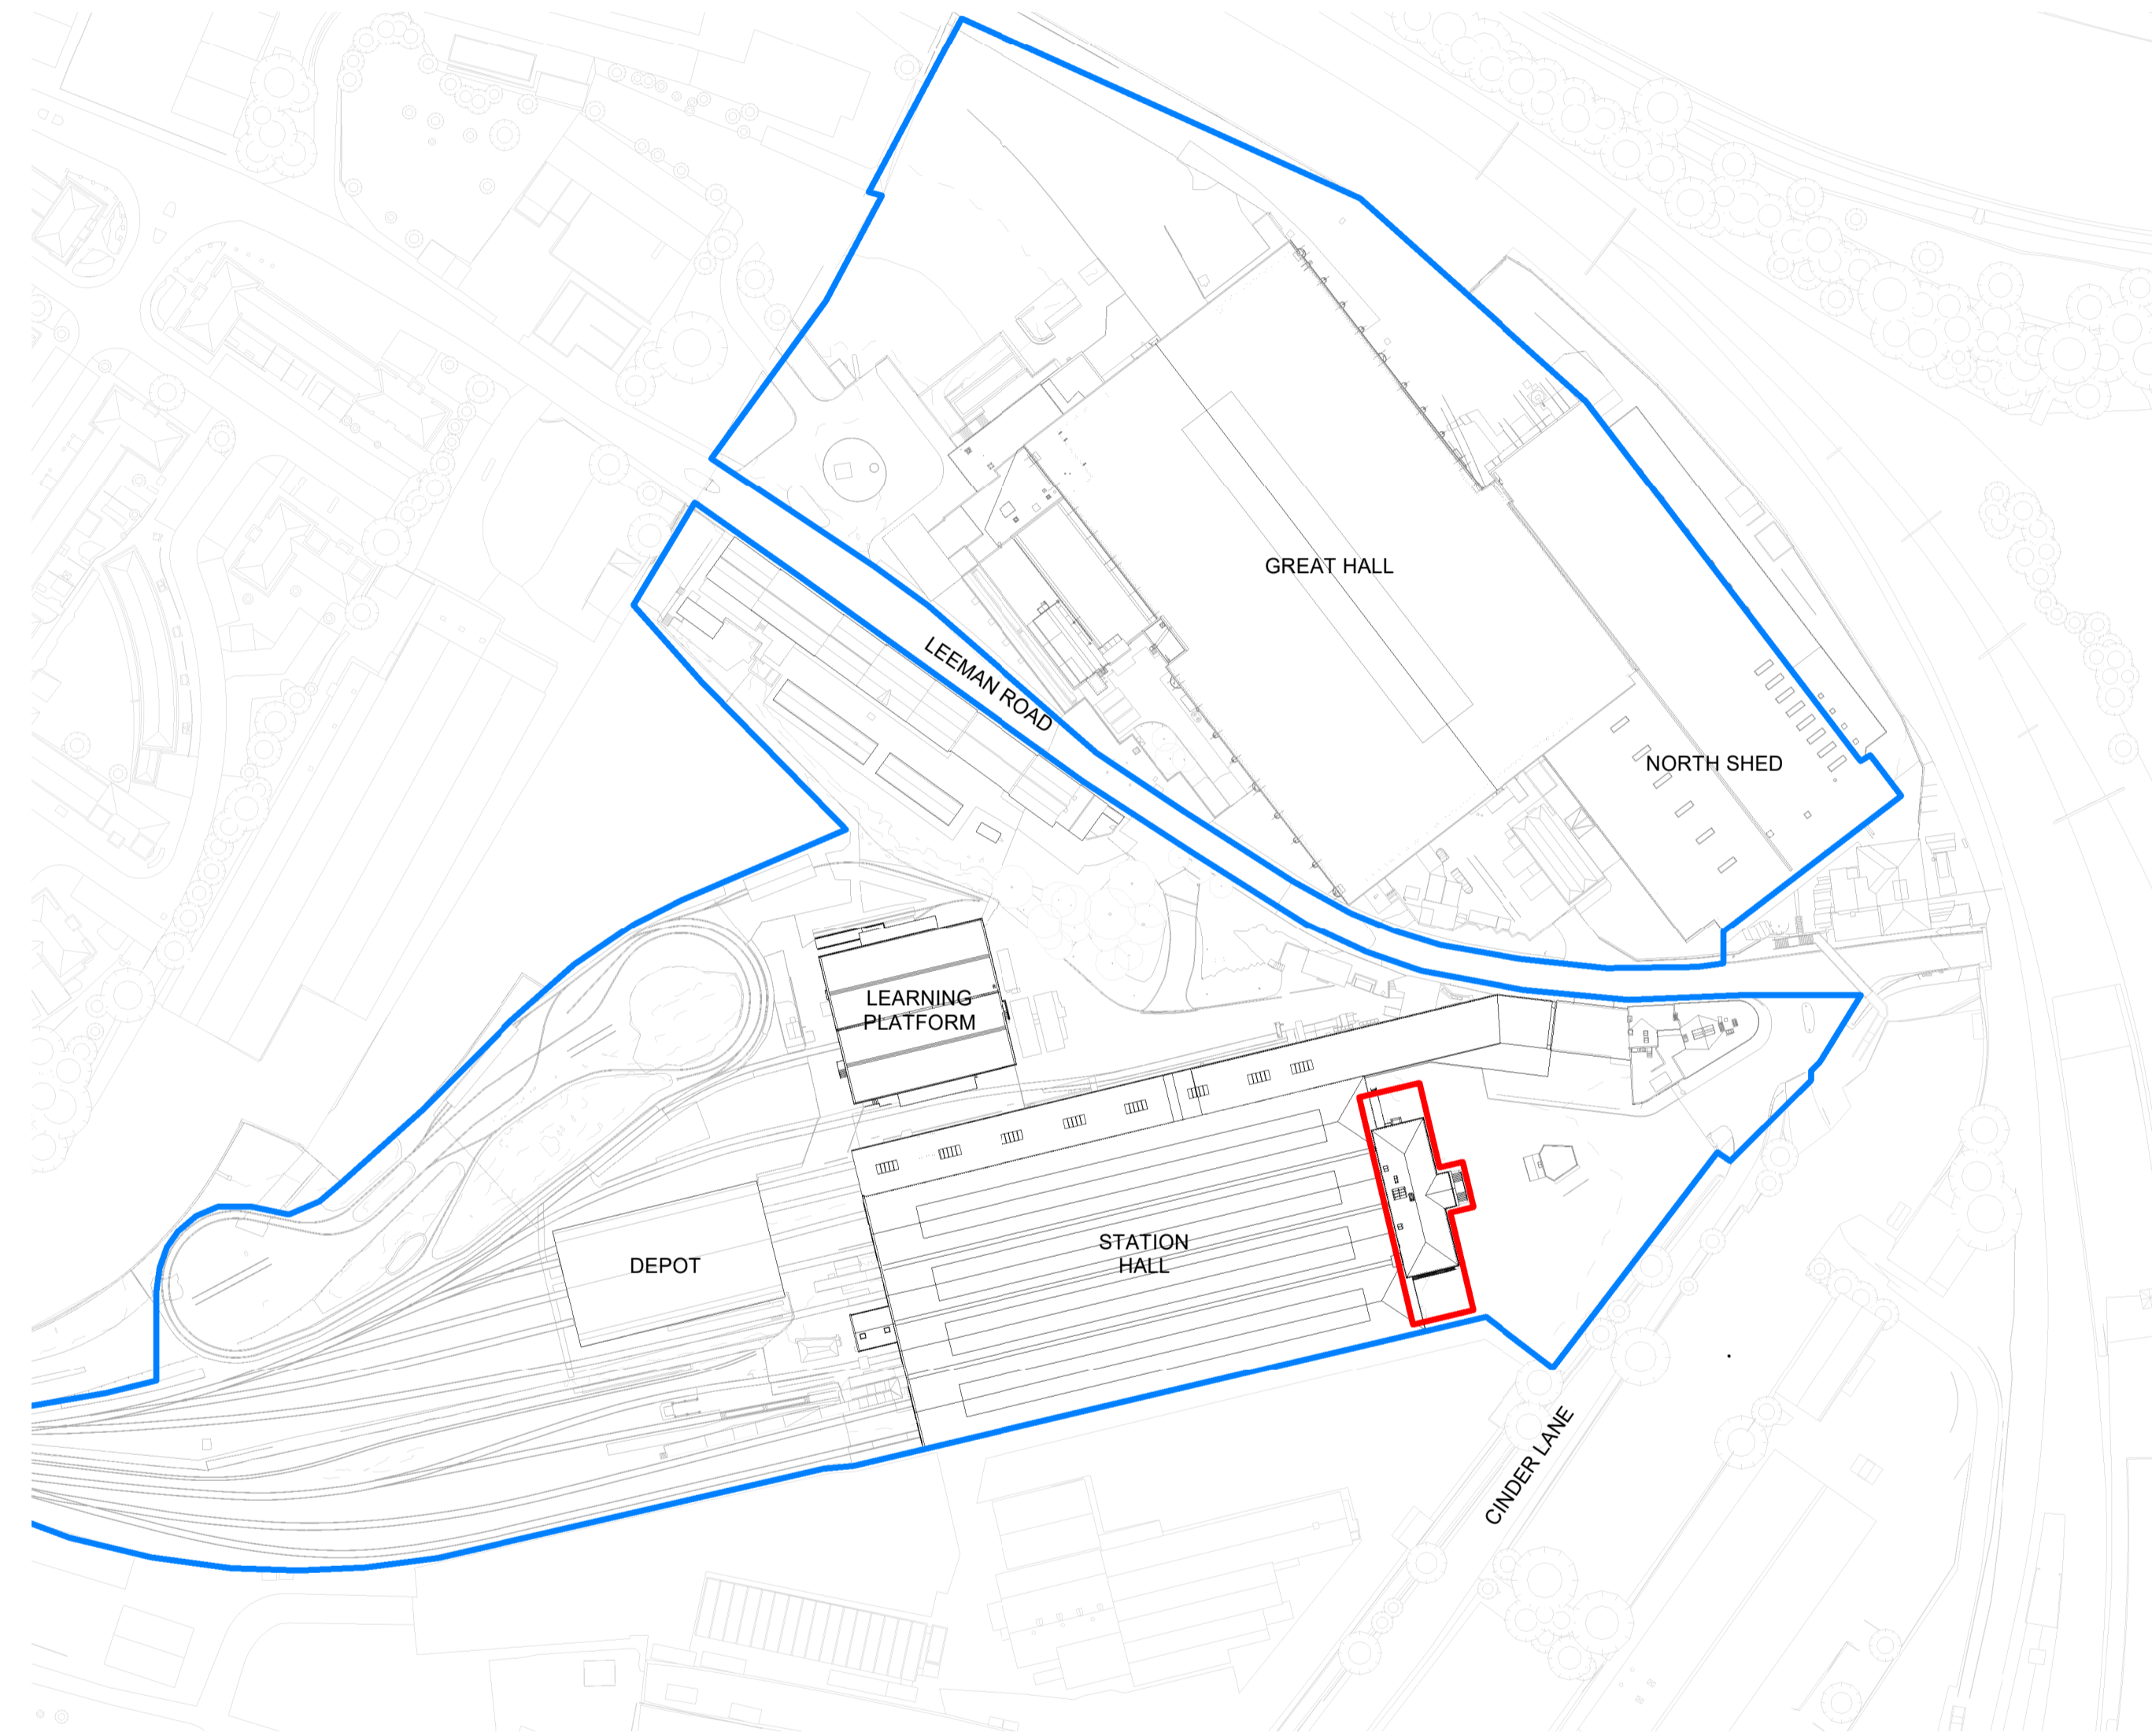 GREAT HALL
LEEMAN ROAD
NORTH SHED
LEARNING
PLATFORM
STATION
HALL
DEPOT
CINDER LANE